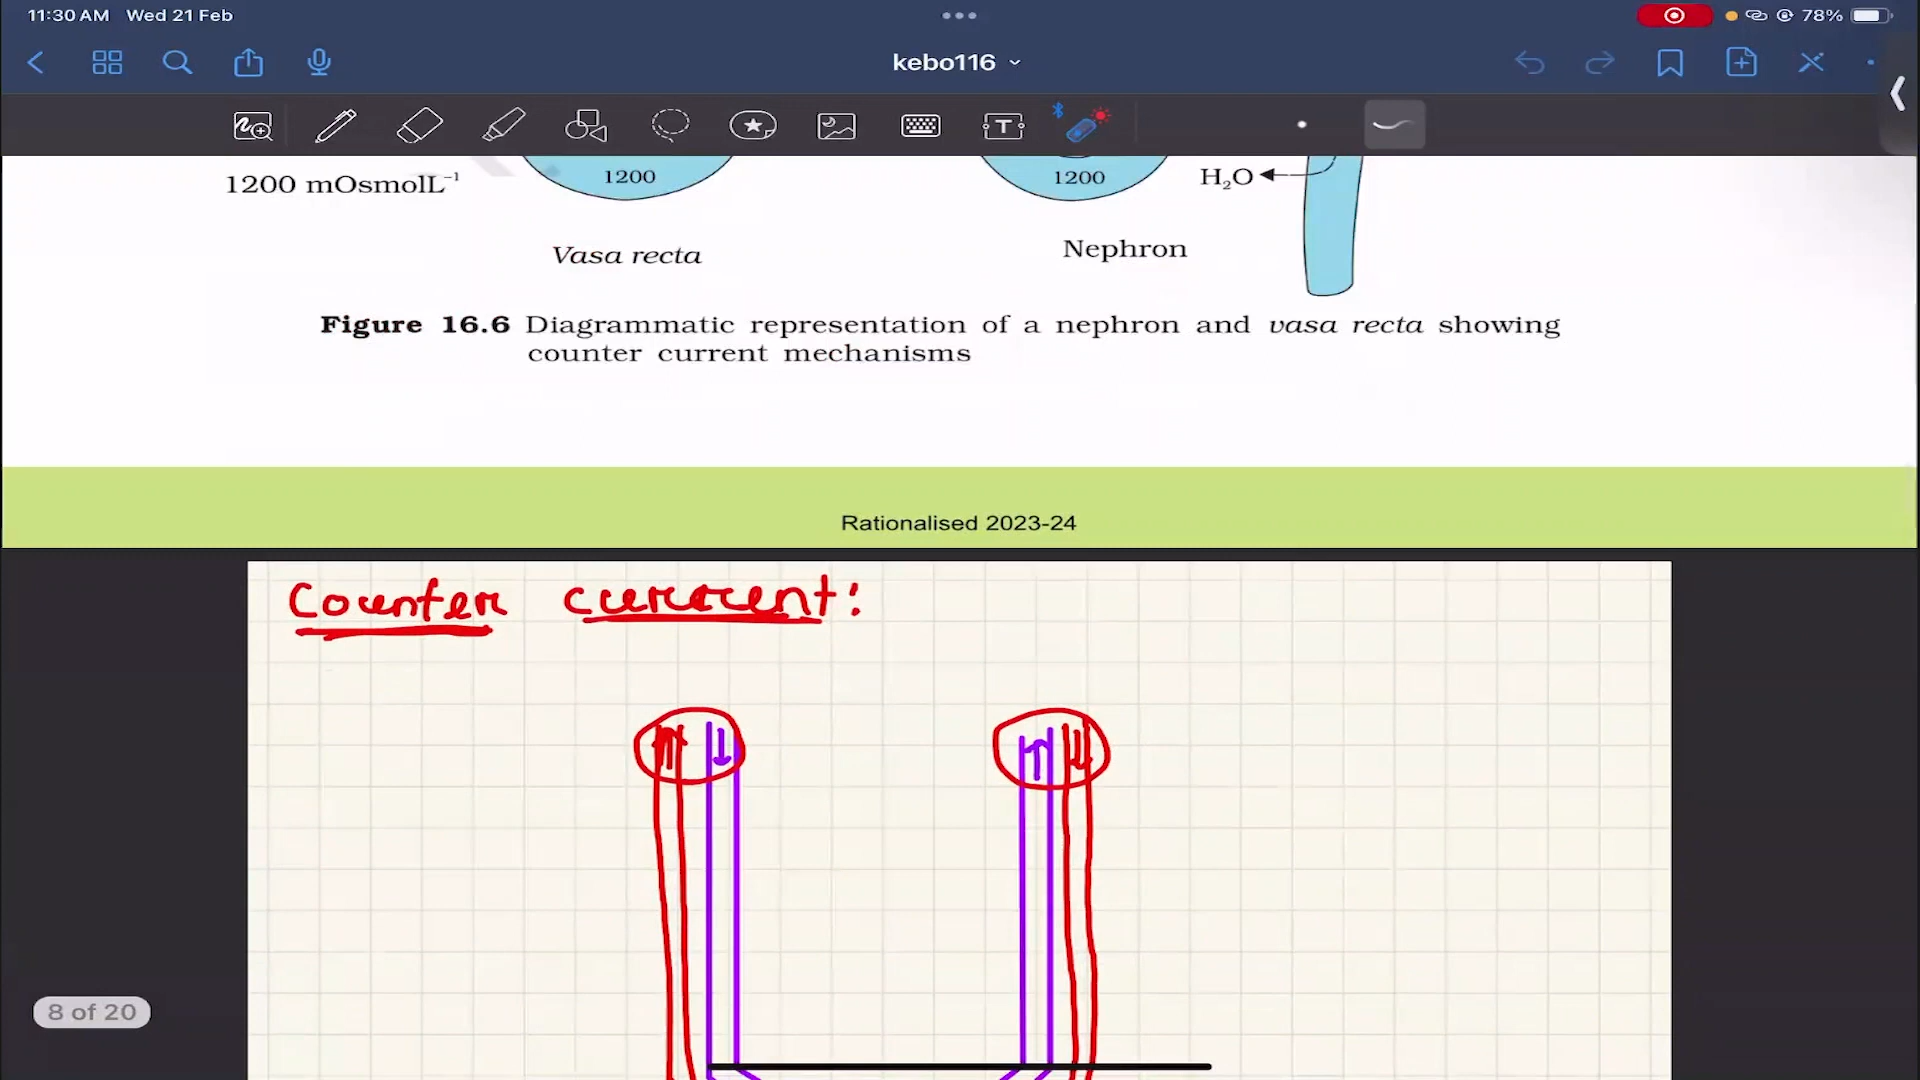 11:30 AM Wed 21 Feb
78%
kebo116
1200 mOsmolL⁻¹
1200
1200
H₂O
Vasa recta
Nephron
Figure 16.6 Diagrammatic representation of a nephron and vasa recta showing
counter current mechanisms
Rationalised 2023-24
Counter current:
8 of 20